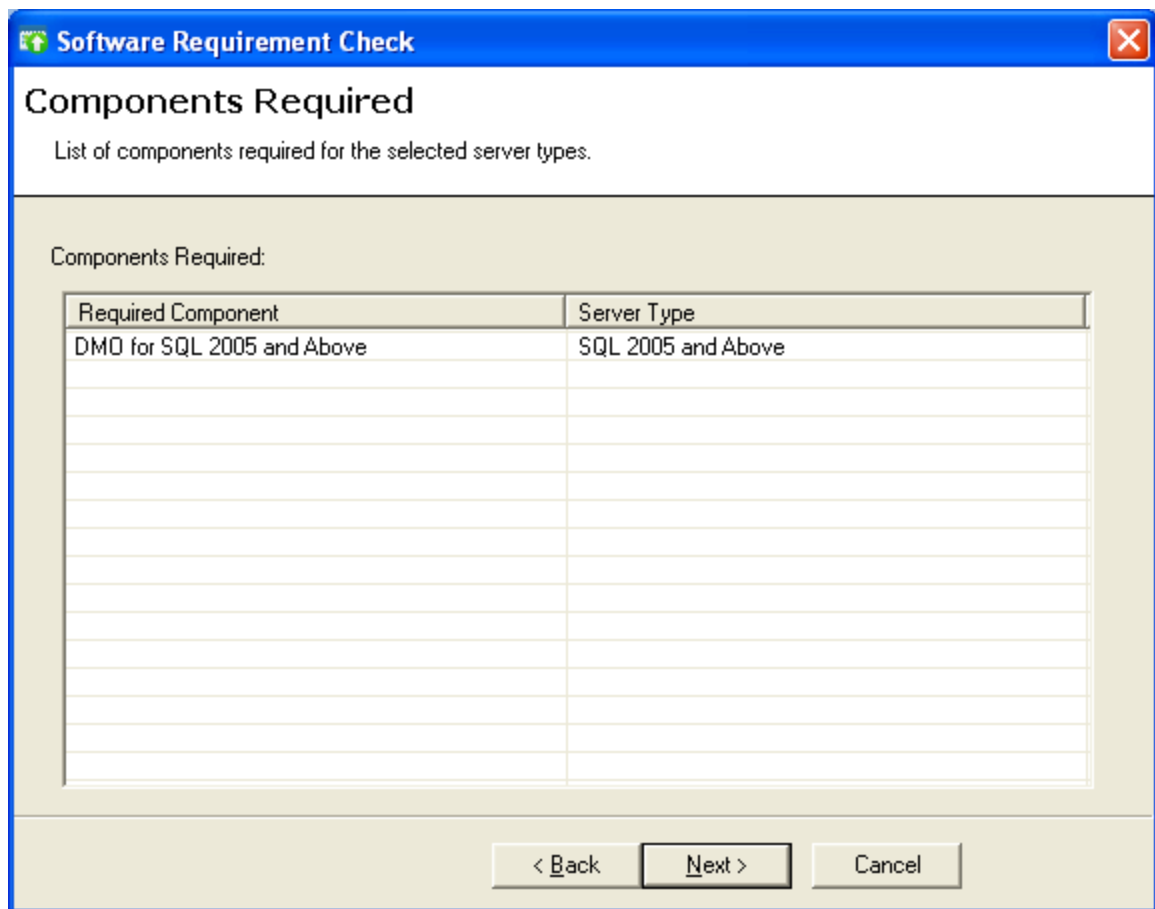 Software Requirement Check
Components Required
List of components required for the selected server types.
Components Required:
Required Component Server Type
DMO for SQL 2005 and Above SQL 2005 and Above
< Back Next > Cancel